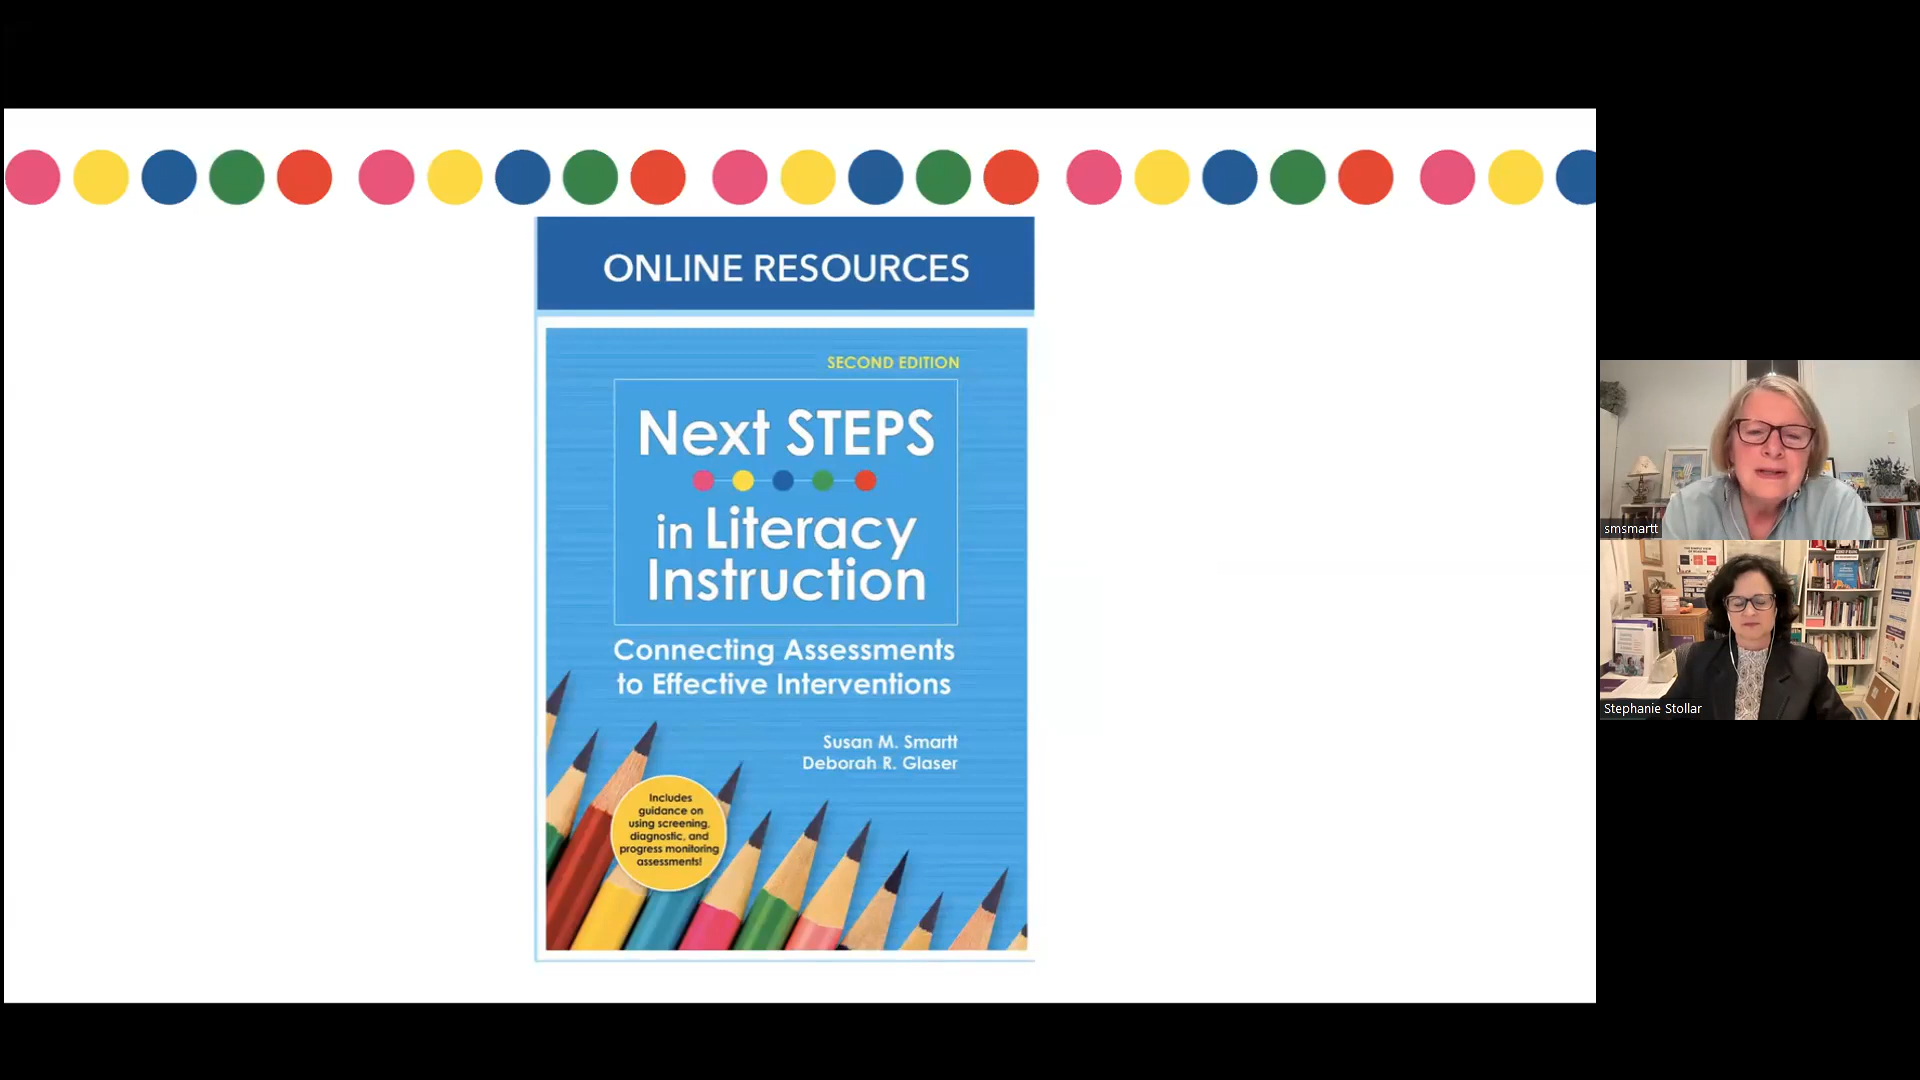 ONLINE RESOURCES
SECOND EDITION
Next STEPS
in Literacy
Instruction
Connecting Assessments
to Effective Interventions
Susan M. Smartt
Deborah R. Glaser
Includes
guidance on
using screening,
diagnostic, and
progress monitoring
assessments!
smsmartt
Stephanie Stollar